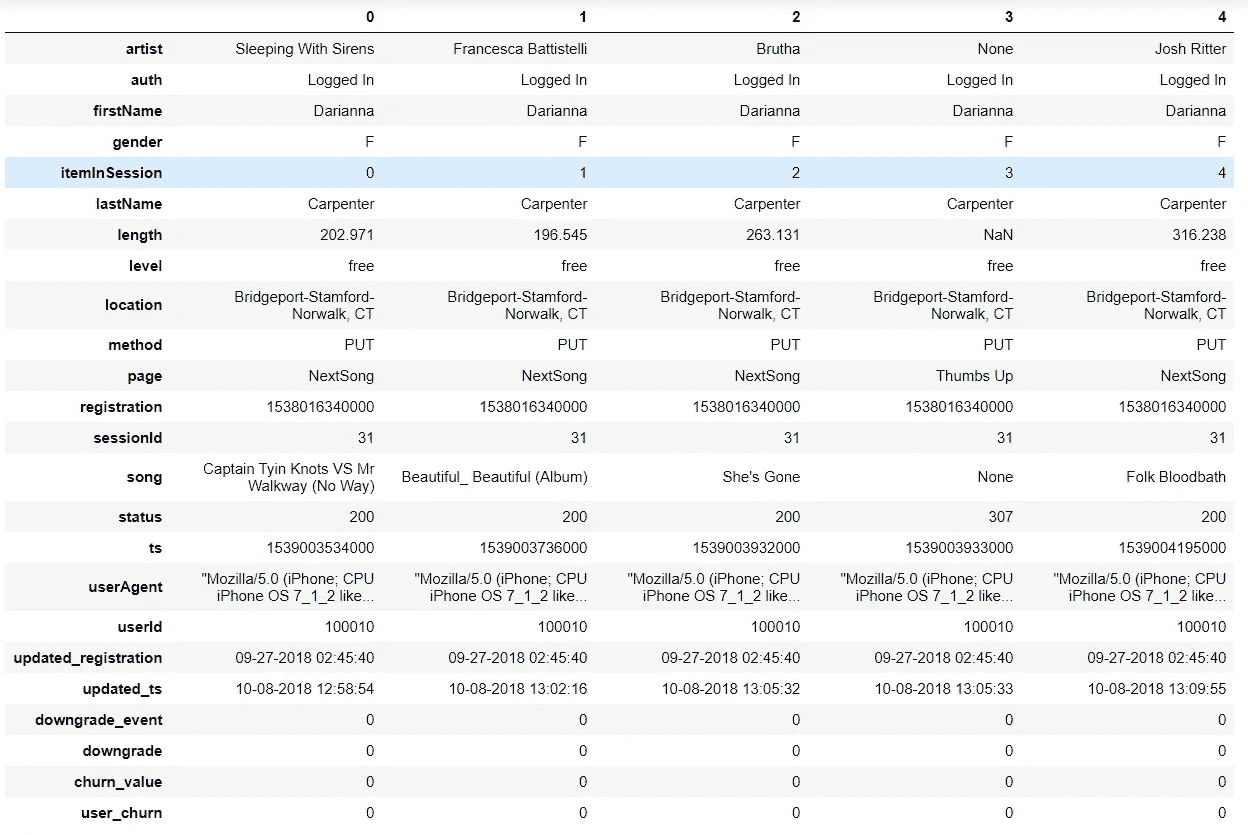 0 1 2 3 4
artist Sleeping With Sirens Francesca Battistelli Brutha None Josh Ritter
auth Logged In Logged In Logged In Logged In Logged In
firstName Darianna Darianna Darianna Darianna Darianna
gender F F F F F
itemInSession 0 1 2 3 4
lastName Carpenter Carpenter Carpenter Carpenter Carpenter
length 202.971 196.545 263.131 NaN 316.238
level free free free free free
location Bridgeport-Stamford- Bridgeport-Stamford- Bridgeport-Stamford- Bridgeport-Stamford- Bridgeport-Stamford-
Norwalk, CT Norwalk, CT Norwalk, CT Norwalk, CT Norwalk, CT
method PUT PUT PUT PUT PUT
page NextSong NextSong NextSong Thumbs Up NextSong
registration 1538016340000 1538016340000 1538016340000 1538016340000 1538016340000
sessionId 31 31 31 31 31
song Captain Tyin Knots VS Mr Beautiful_ Beautiful (Album) She's Gone None Folk Bloodbath
Walkway (No Way)
status 200 200 200 307 200
ts 1539003534000 1539003736000 1539003932000 1539003933000 1539004195000
userAgent "Mozilla/5.0 (iPhone; CPU "Mozilla/5.0 (iPhone; CPU "Mozilla/5.0 (iPhone; CPU "Mozilla/5.0 (iPhone; CPU "Mozilla/5.0 (iPhone; CPU
iPhone OS 7_1_2 like... iPhone OS 7_1_2 like... iPhone OS 7_1_2 like... iPhone OS 7_1_2 like... iPhone OS 7_1_2 like...
userId 100010 100010 100010 100010 100010
updated_registration 09-27-2018 02:45:40 09-27-2018 02:45:40 09-27-2018 02:45:40 09-27-2018 02:45:40 09-27-2018 02:45:40
updated_ts 10-08-2018 12:58:54 10-08-2018 13:02:16 10-08-2018 13:05:32 10-08-2018 13:05:33 10-08-2018 13:09:55
downgrade_event 0 0 0 0 0
downgrade 0 0 0 0 0
churn_value 0 0 0 0 0
user_churn 0 0 0 0 0